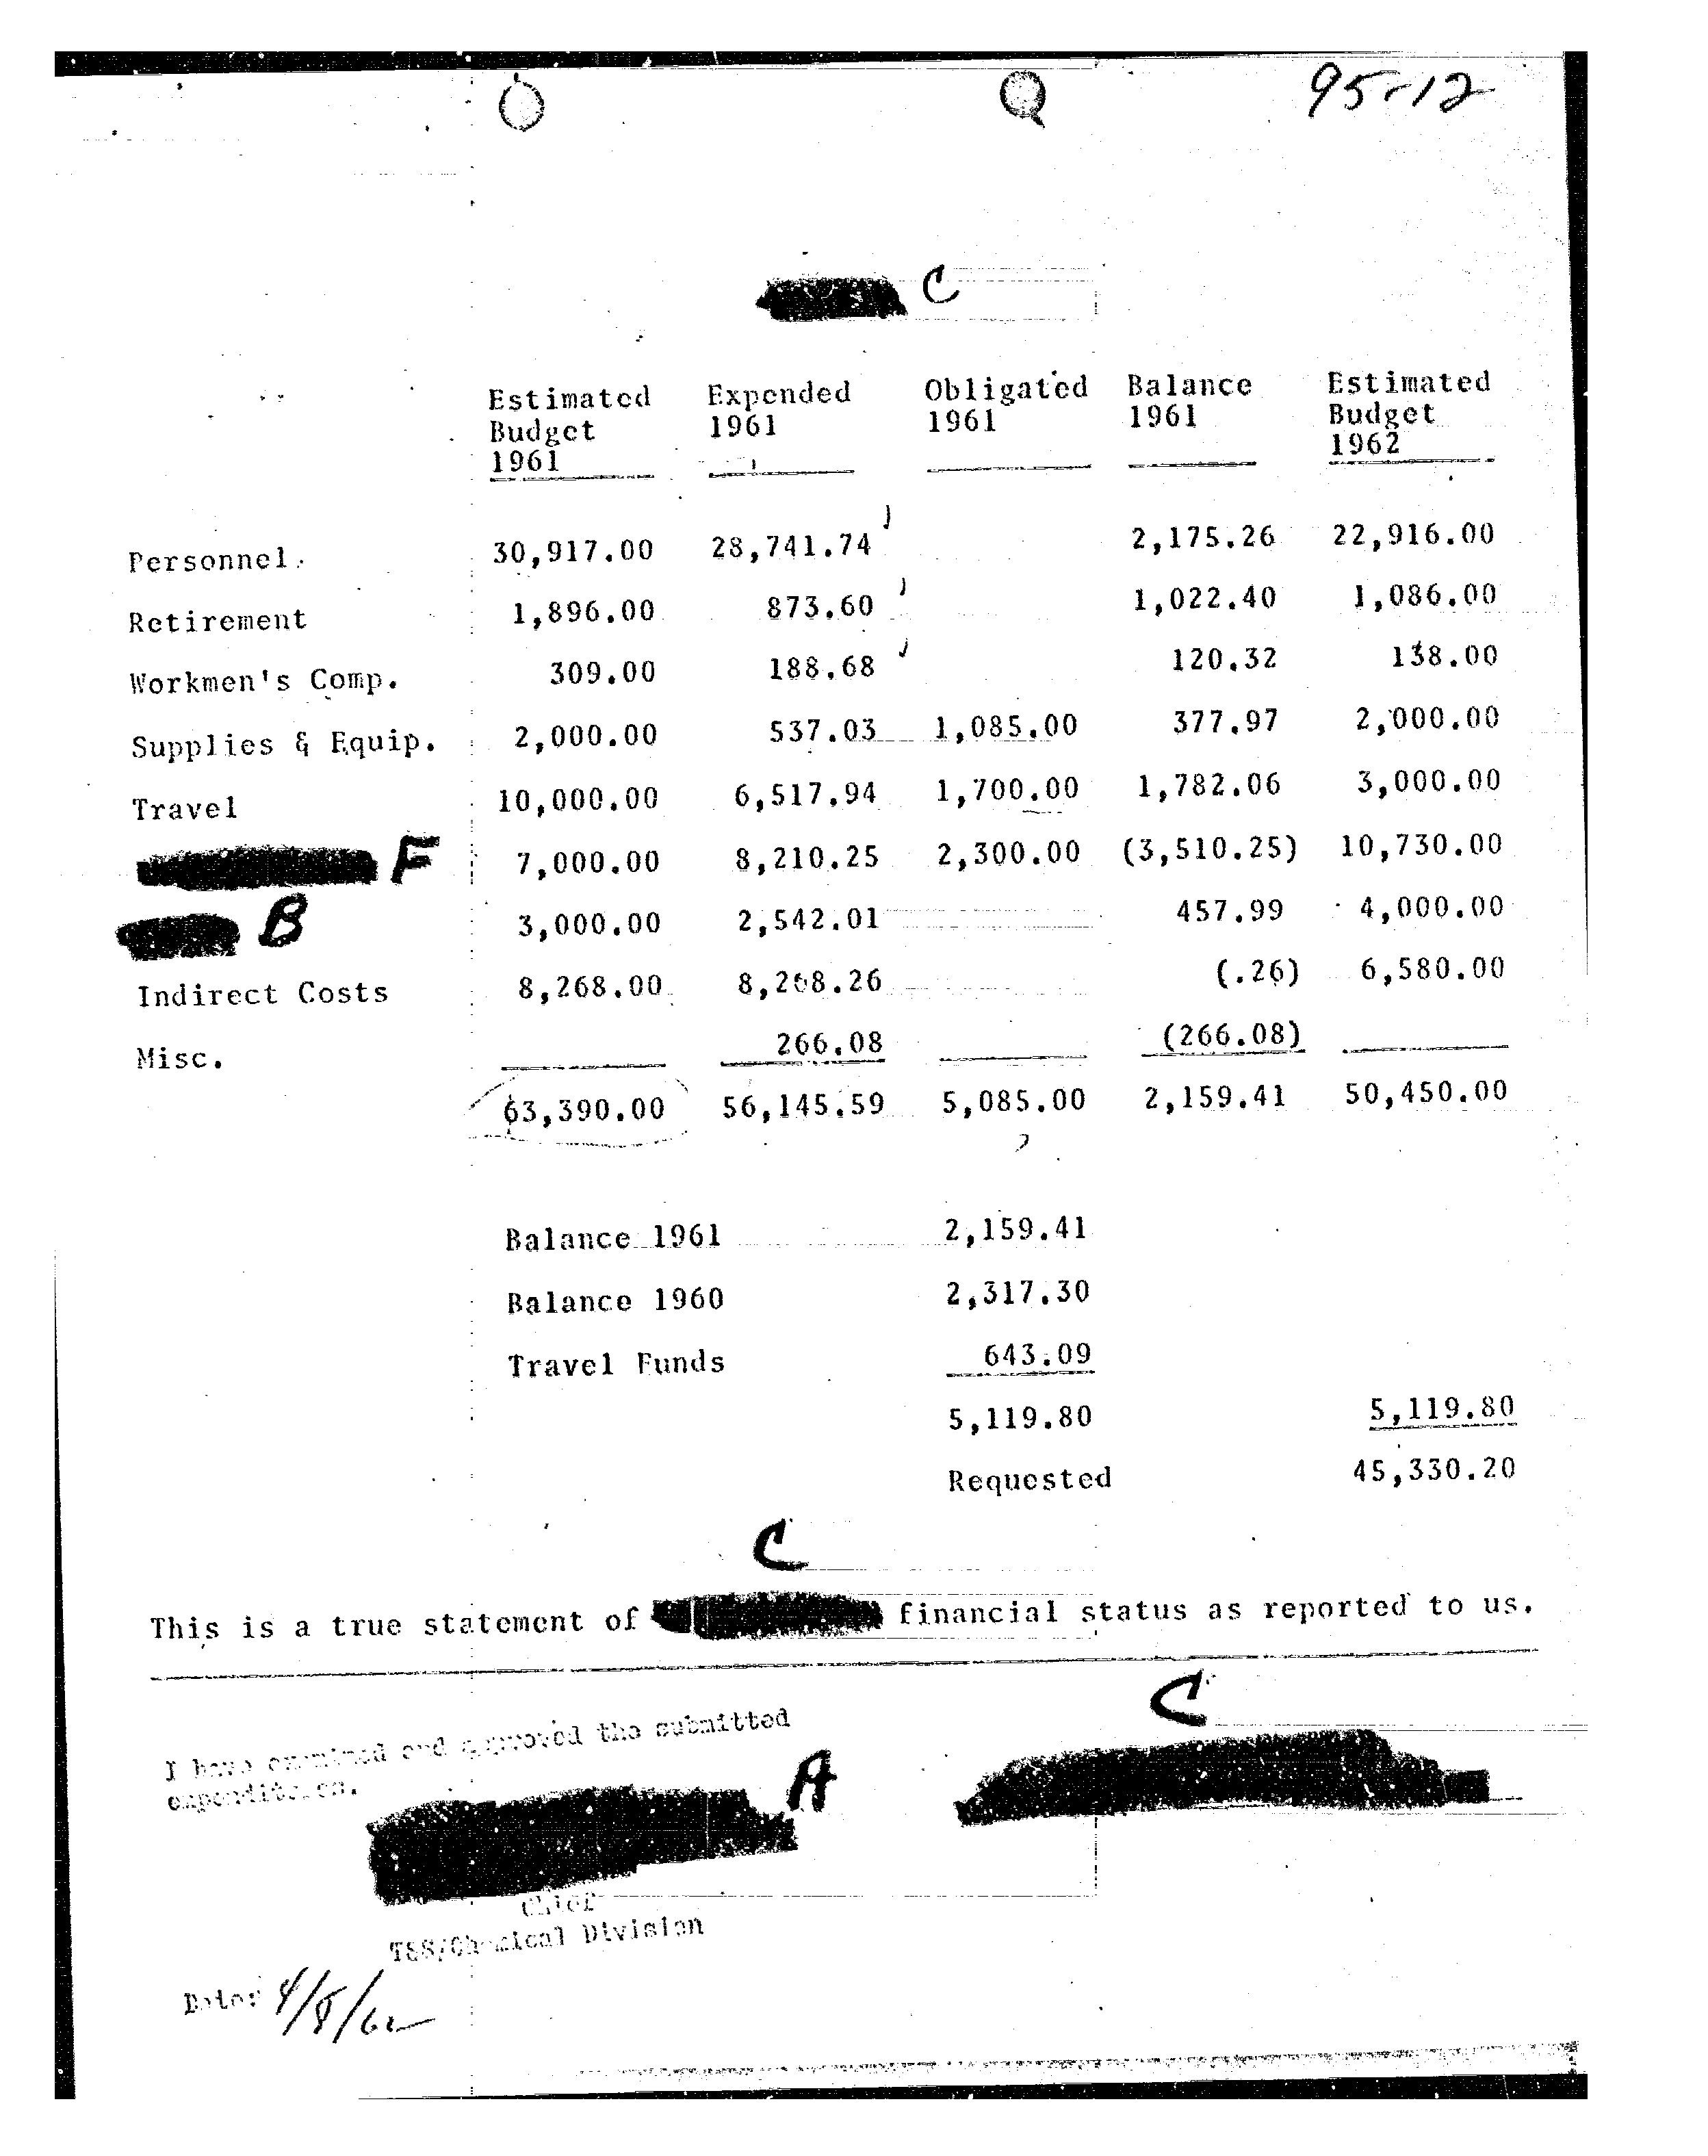 95-12
C
Estimated Expended Obligated Balance Estimated
Budget 1961 1961 1961 Budget
1961 1962
Personnel. 30,917.00 28,741.74 2,175.26 22,916.00
Retirement 1,896.00 873.60 1,022.40 1,086.00
Workmen's Comp. 309.00 188.68 120.32 138.00
Supplies & Equip. 2,000.00 537.03 1,085.00 377.97 2,000.00
Travel 10,000.00 6,517.94 1,700.00 1,782.06 3,000.00
F 7,000.00 8,210.25 2,300.00 (3,510.25) 10,730.00
B 3,000.00 2,542.01 457.99 4,000.00
Indirect Costs 8,268.00 8,268.26 (.26) 6,580.00
Misc. 266.08 (266.08)
63,390.00 56,145.59 5,085.00 2,159.41 50,450.00
Balance 1961 2,159.41
Balance 1960 2,317.30
Travel Funds 643.09
5,119.80 5,119.80
Requested 45,330.20
C
This is a true statement of financial status as reported to us.
C
I have examined and approved the submitted
expenditures.
A
Chief
TSS/Chemical Division
Date: 4/8/62